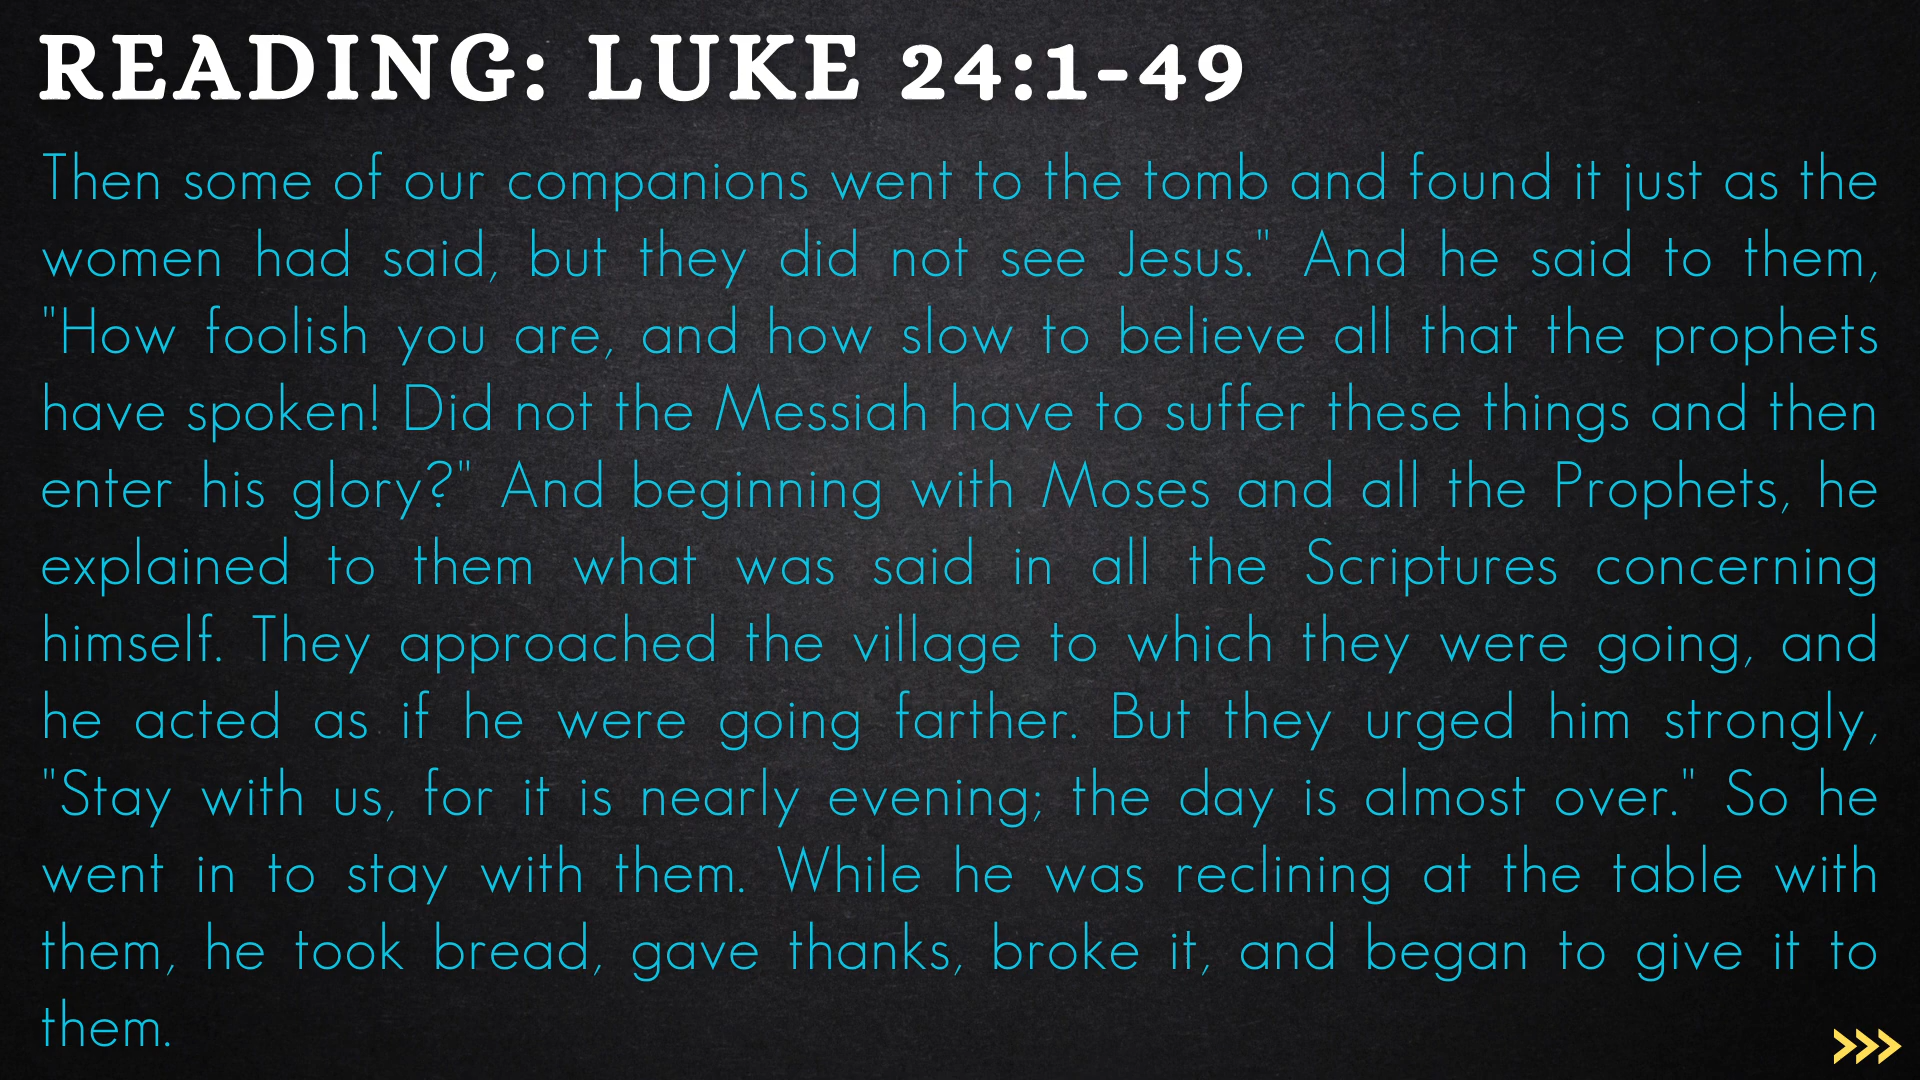 READING: LUKE 24:1-49
Then some of our companions went to the tomb and found it just as the
women had said, but they did not see Jesus." And he said to them,
"How foolish you are, and how slow to believe all that the prophets
have spoken! Did not the Messiah have to suffer these things and then
enter his glory?" And beginning with Moses and all the Prophets, he
explained to them what was said in all the Scriptures concerning
himself. They approached the village to which they were going, and
he acted as if he were going farther. But they urged him strongly,
"Stay with us, for it is nearly evening; the day is almost over." So he
went in to stay with them. While he was reclining at the table with
them, he took bread, gave thanks, broke it, and began to give it to
them.